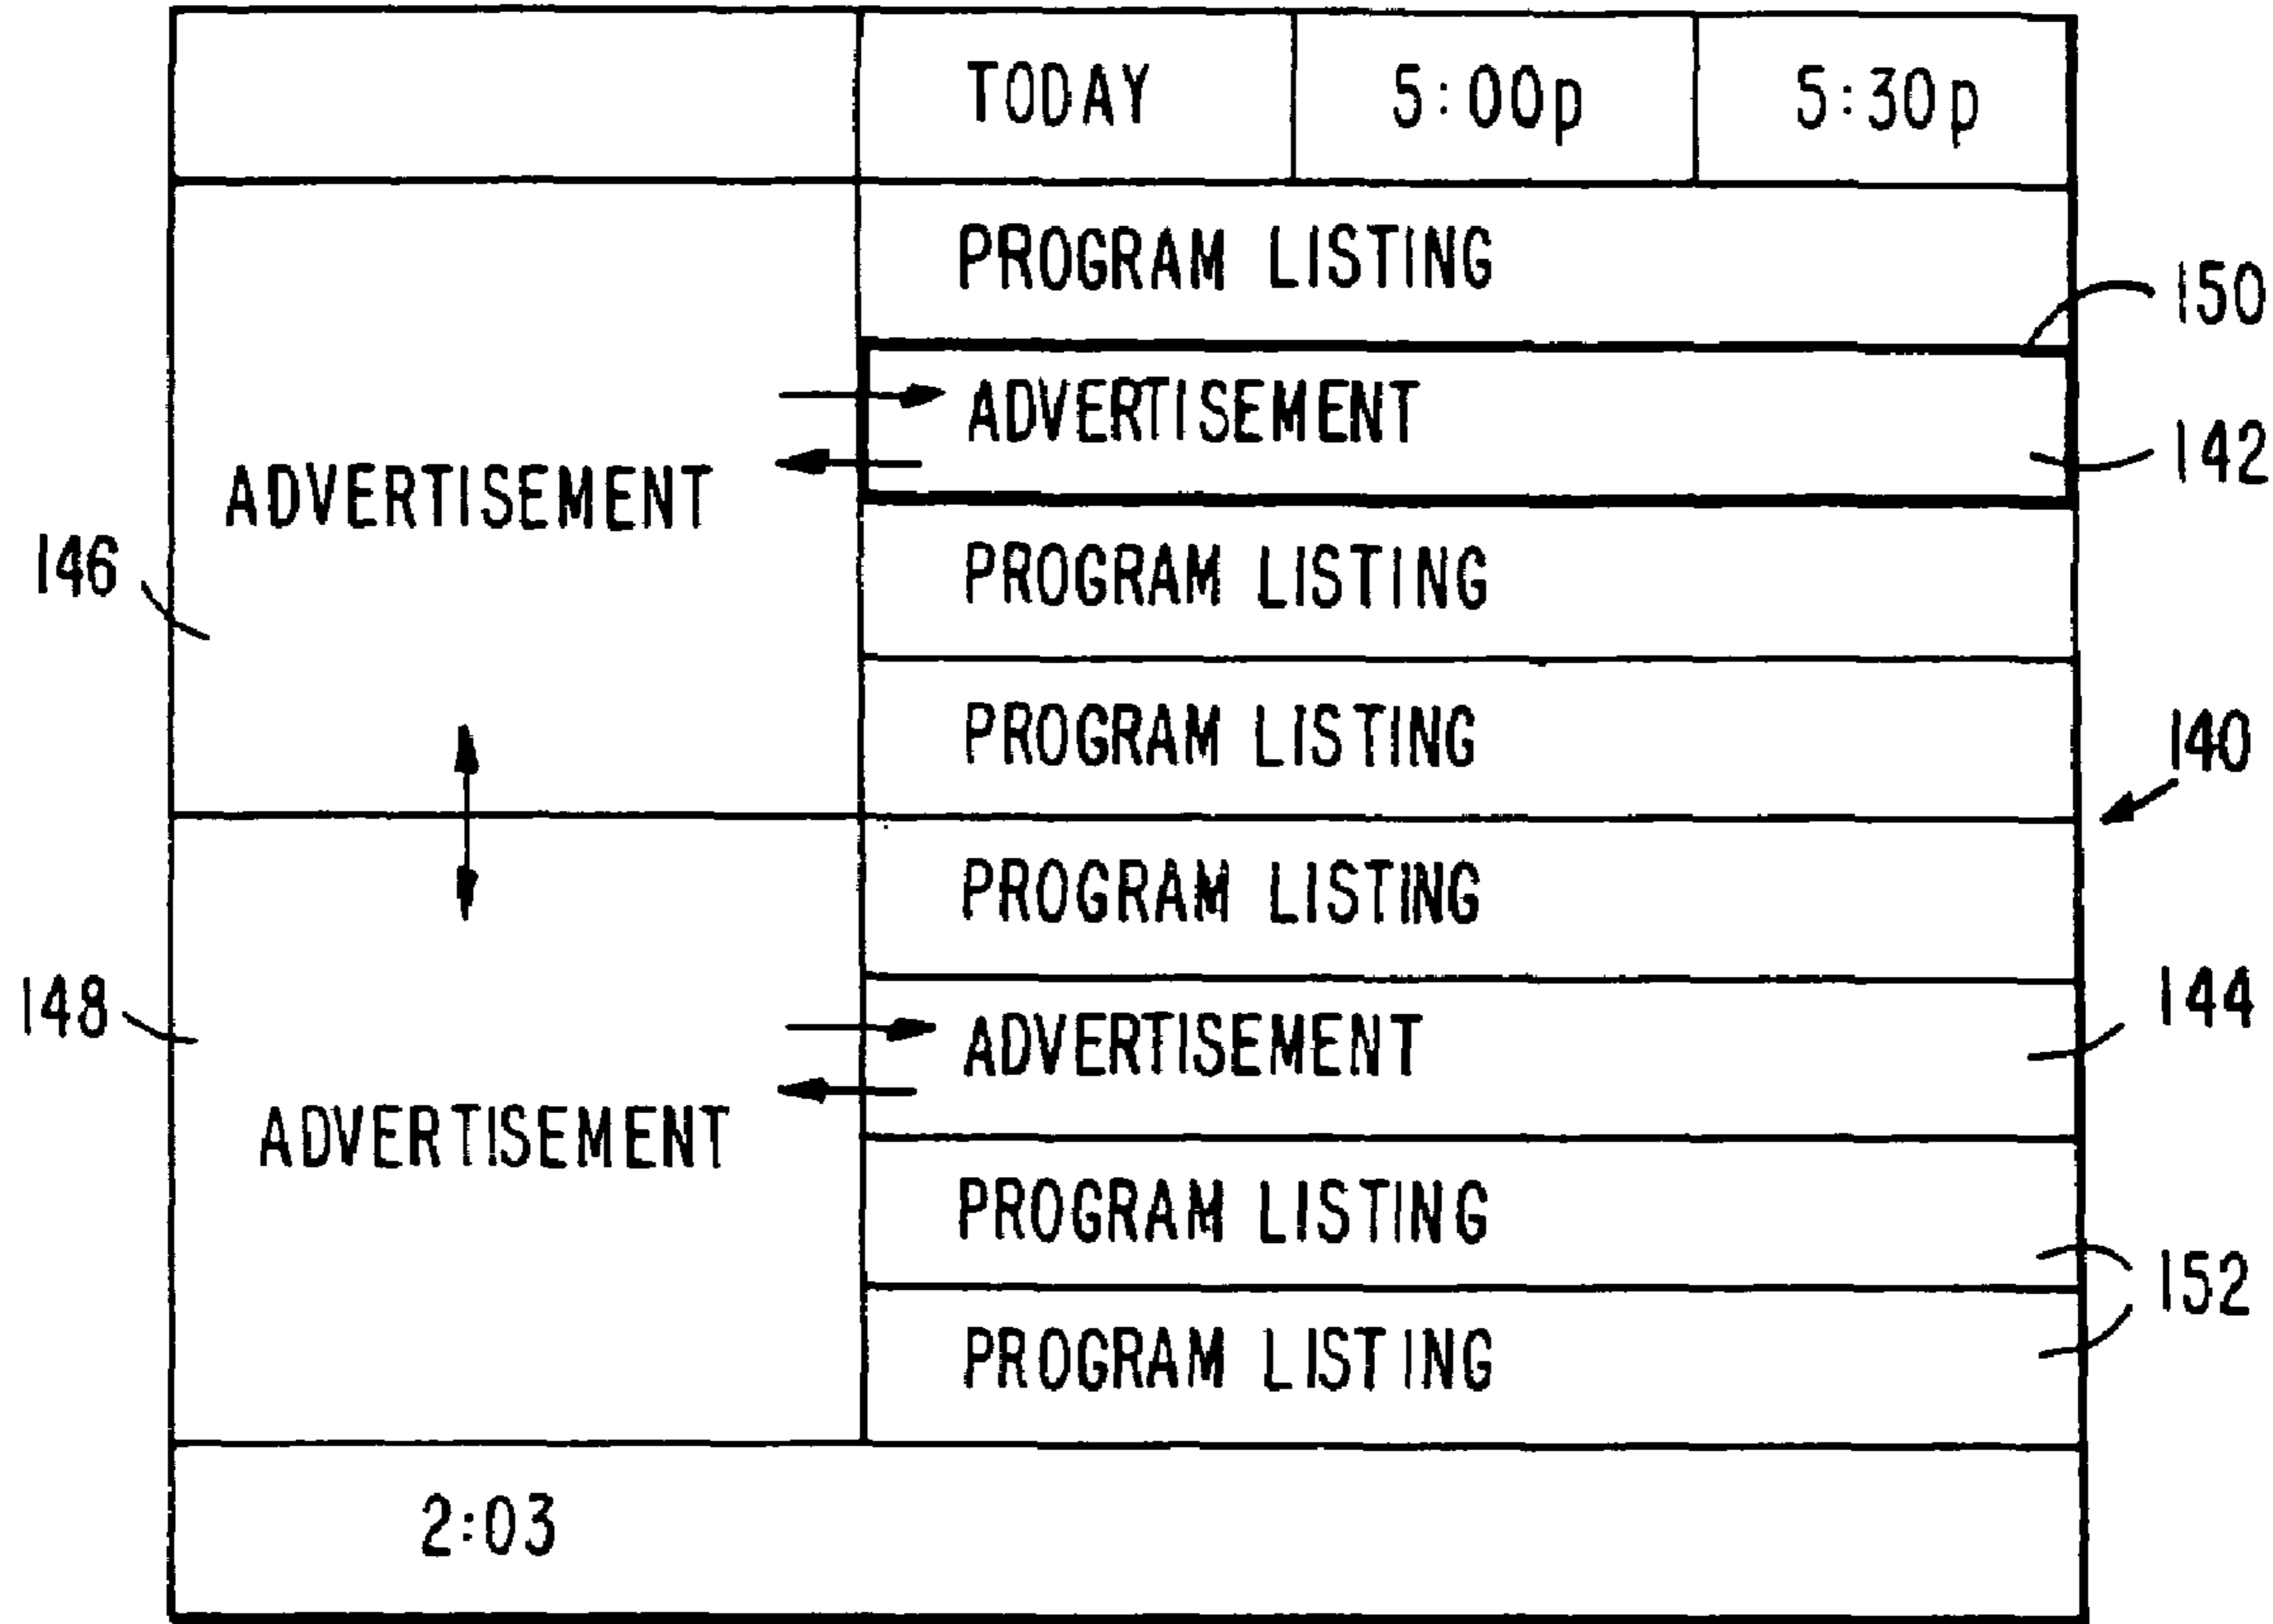 TODAY 5:00p 5:30p
PROGRAM LISTING
150
ADVERTISEMENT
142
ADVERTISEMENT
146
PROGRAM LISTING
PROGRAM LISTING
140
PROGRAM LISTING
148
ADVERTISEMENT
144
ADVERTISEMENT
PROGRAM LISTING
152
PROGRAM LISTING
2:03